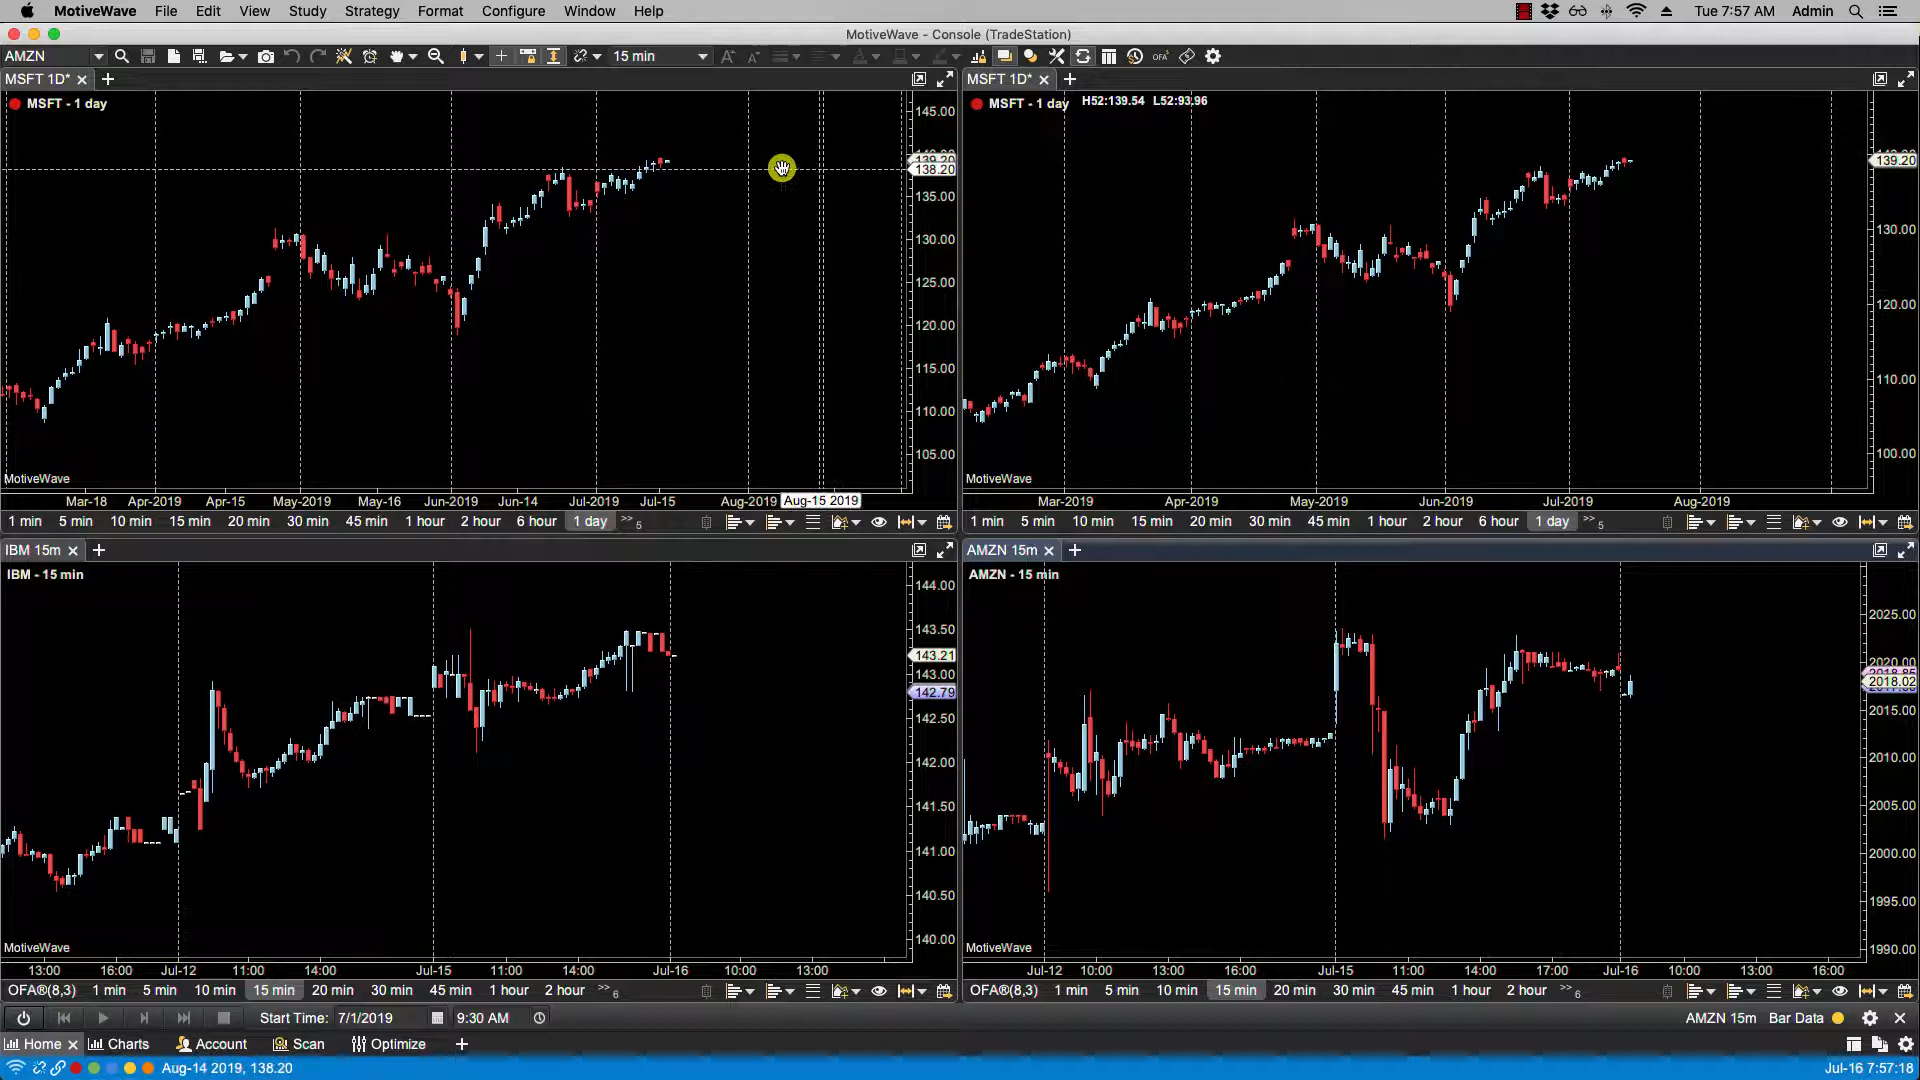 MotiveWave File Edit View Study Strategy Format Configure Window Help Tue 7:57 AM Admin
MotiveWave - Console (TradeStation)
AMZN 15 min
MSFT 1D*
MSFT - 1 day
145.00
139.20
138.20
135.00
130.00
125.00
120.00
115.00
110.00
105.00
MotiveWave
Mar-18 Apr-2019 Apr-15 May-2019 May-16 Jun-2019 Jun-14 Jul-2019 Jul-15 Aug-2019 Aug-15 2019
1 min 5 min 10 min 15 min 20 min 30 min 45 min 1 hour 2 hour 6 hour 1 day >> 5
MSFT 1D*
MSFT - 1 day H52:139.54 L52:93.96
139.20
130.00
120.00
110.00
100.00
MotiveWave
Mar-2019 Apr-2019 May-2019 Jun-2019 Jul-2019 Aug-2019
1 min 5 min 10 min 15 min 20 min 30 min 45 min 1 hour 2 hour 6 hour 1 day >> 5
IBM 15m
IBM - 15 min
144.00
143.50
143.21
143.00
142.79
142.50
142.00
141.50
141.00
140.50
140.00
MotiveWave
13:00 16:00 Jul-12 11:00 14:00 Jul-15 11:00 14:00 Jul-16 10:00 13:00
OFA®(8,3) 1 min 5 min 10 min 15 min 20 min 30 min 45 min 1 hour 2 hour >> 6
AMZN 15m
AMZN - 15 min
2025.00
2020.00
2018.02
2015.00
2010.00
2005.00
2000.00
1995.00
1990.00
MotiveWave
Jul-12 10:00 13:00 16:00 Jul-15 11:00 14:00 17:00 Jul-16 10:00 13:00 16:00
OFA®(8,3) 1 min 5 min 10 min 15 min 20 min 30 min 45 min 1 hour 2 hour >> 6
Start Time: 7/1/2019 9:30 AM AMZN 15m Bar Data
Home Charts Account Scan Optimize
Aug-14 2019, 138.20 Jul-16 7:57:18